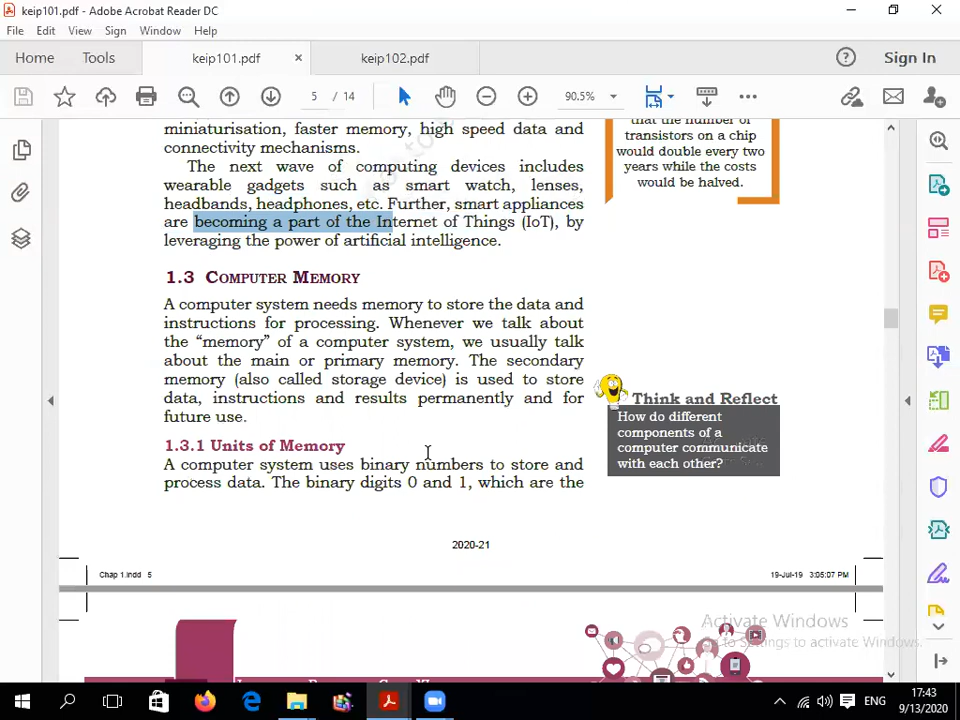 keip101.pdf - Adobe Acrobat Reader DC
File Edit View Sign Window Help
Home Tools keip101.pdf × keip102.pdf Sign In
5 / 14 90.5%
miniaturisation, faster memory, high speed data and
connectivity mechanisms.
The next wave of computing devices includes
wearable gadgets such as smart watch, lenses,
headbands, headphones, etc. Further, smart appliances
are becoming a part of the Internet of Things (IoT), by
leveraging the power of artificial intelligence.
that the number of
transistors on a chip
would double every two
years while the costs
would be halved.
1.3 COMPUTER MEMORY
A computer system needs memory to store the data and
instructions for processing. Whenever we talk about
the “memory” of a computer system, we usually talk
about the main or primary memory. The secondary
memory (also called storage device) is used to store
data, instructions and results permanently and for
future use.
Think and Reflect
How do different
components of a
computer communicate
with each other?
1.3.1 Units of Memory
A computer system uses binary numbers to store and
process data. The binary digits 0 and 1, which are the
2020-21
Chap 1.indd 5
19-Jul-19 3:05:07 PM
Activate Windows
Go to Settings to activate Windows.
ENG
17:43
9/13/2020